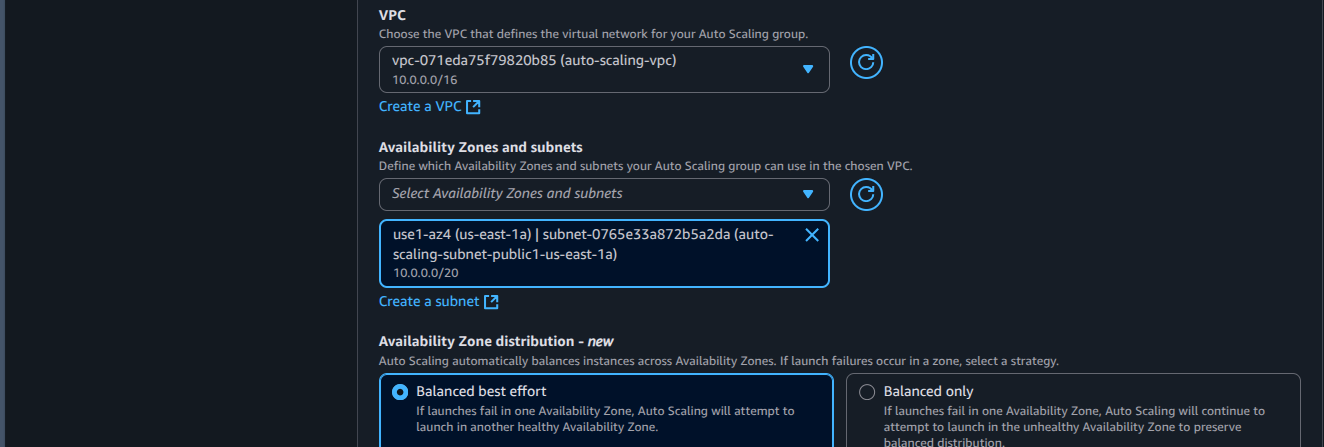 VPC
Choose the VPC that defines the virtual network for your Auto Scaling group.
vpc-071eda75f79820b85 (auto-scaling-vpc)
10.0.0.0/16
Create a VPC
Availability Zones and subnets
Define which Availability Zones and subnets your Auto Scaling group can use in the chosen VPC.
Select Availability Zones and subnets
use1-az4 (us-east-1a) | subnet-0765e33a872b5a2da (auto-
scaling-subnet-public1-us-east-1a)
10.0.0.0/20
Create a subnet
Availability Zone distribution - new
Auto Scaling automatically balances instances across Availability Zones. If launch failures occur in a zone, select a strategy.
Balanced best effort
If launches fail in one Availability Zone, Auto Scaling will attempt to
launch in another healthy Availability Zone.
Balanced only
If launches fail in one Availability Zone, Auto Scaling will continue to
attempt to launch in the unhealthy Availability Zone to preserve
balanced distribution.